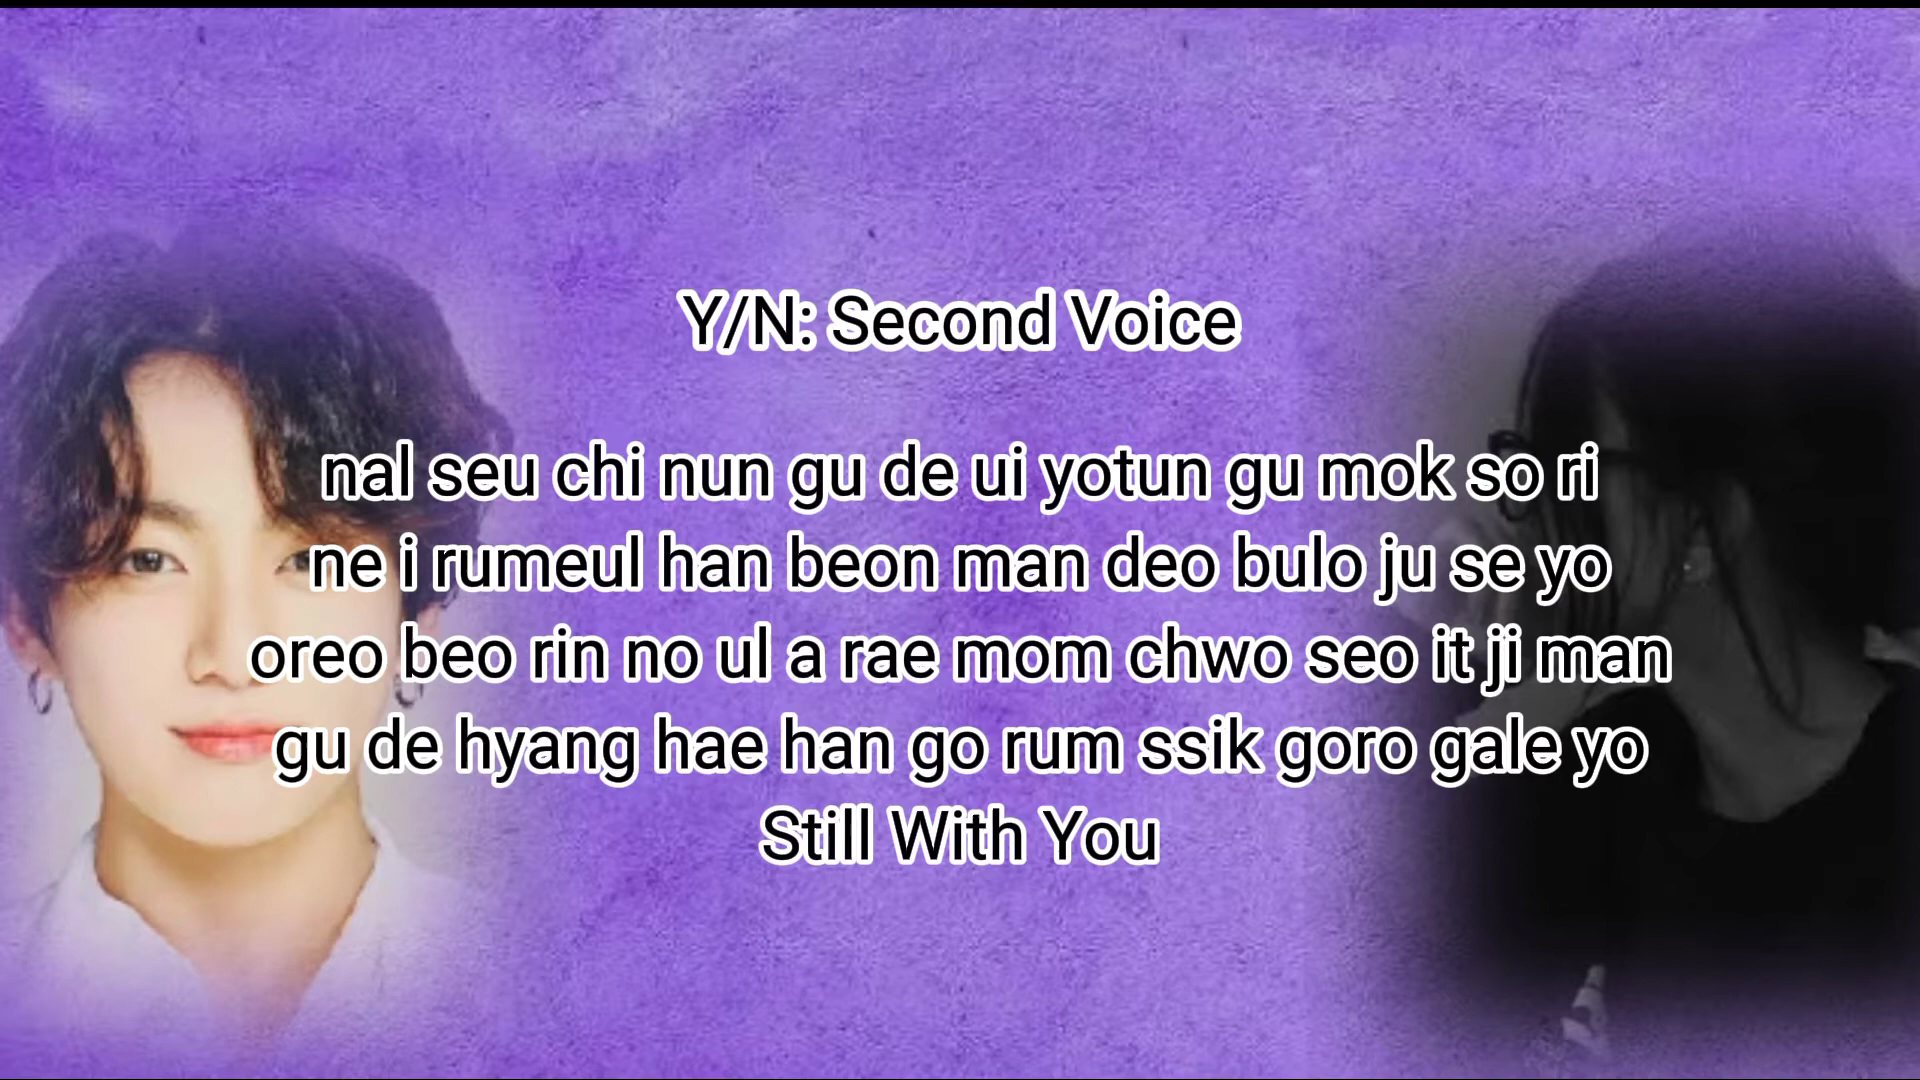 Y/N: Second Voice
nal seu chi nun gu de ui yotun gu mok so ri
ne i rumeul han beon man deo bulo ju se yo
oreo beo rin no ul a rae mom chwo seo it ji man
gu de hyang hae han go rum ssik goro gale yo
Still With You